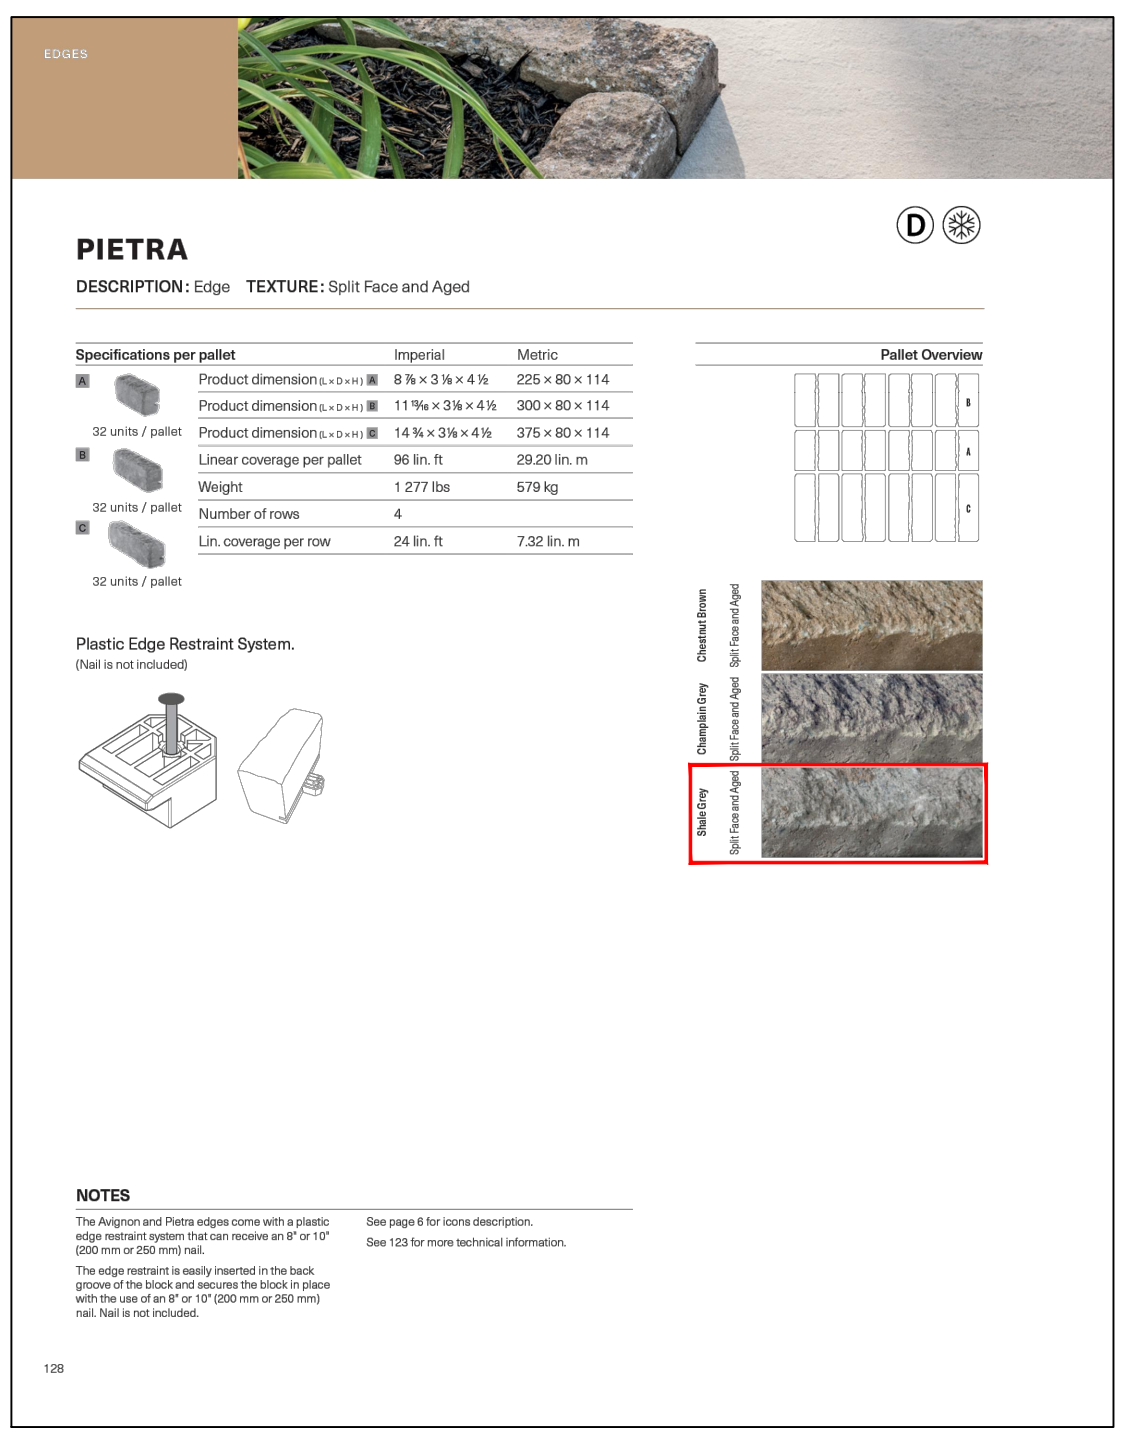 EDGES
D
PIETRA
DESCRIPTION: Edge TEXTURE: Split Face and Aged
Specifications per pallet Imperial Metric
A
32 units / pallet
B
32 units / pallet
C
32 units / pallet
Product dimension (L × D × H) A 8 ⅞ × 3 ⅛ × 4 ½ 225 × 80 × 114
Product dimension (L × D × H) B 11 13/16 × 3 ⅛ × 4 ½ 300 × 80 × 114
Product dimension (L × D × H) C 14 ¾ × 3 ⅛ × 4 ½ 375 × 80 × 114
Linear coverage per pallet 96 lin. ft 29.20 lin. m
Weight 1 277 lbs 579 kg
Number of rows 4
Lin. coverage per row 24 lin. ft 7.32 lin. m
Pallet Overview
B
A
C
Plastic Edge Restraint System.
(Nail is not included)
Chestnut Brown
Split Face and Aged
Champlain Grey
Split Face and Aged
Shale Grey
Split Face and Aged
NOTES
The Avignon and Pietra edges come with a plastic
edge restraint system that can receive an 8" or 10"
(200 mm or 250 mm) nail.
The edge restraint is easily inserted in the back
groove of the block and secures the block in place
with the use of an 8" or 10" (200 mm or 250 mm)
nail. Nail is not included.
See page 6 for icons description.
See 123 for more technical information.
128